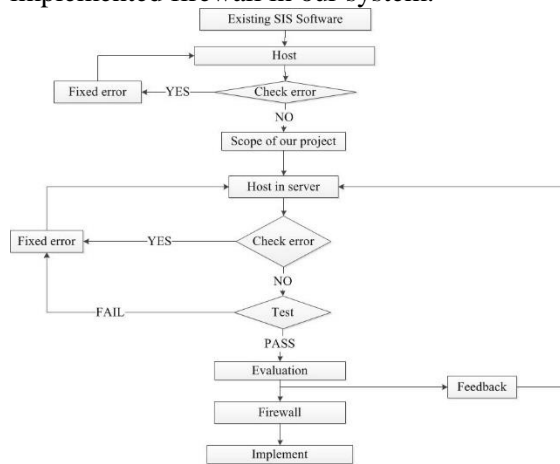 implemented firewall in our system.
Existing SIS Software
Host
Fixed error
YES
Check error
NO
Scope of our project
Host in server
Fixed error
YES
Check error
NO
FAIL
Test
PASS
Evaluation
Feedback
Firewall
Implement